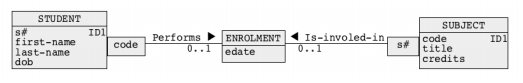 STUDENT
s# ID1
first-name
last-name
dob
code
Performs ▶
0..1
ENROLMENT
edate
◀ Is-involed-in
0..1
s#
SUBJECT
code ID1
title
credits